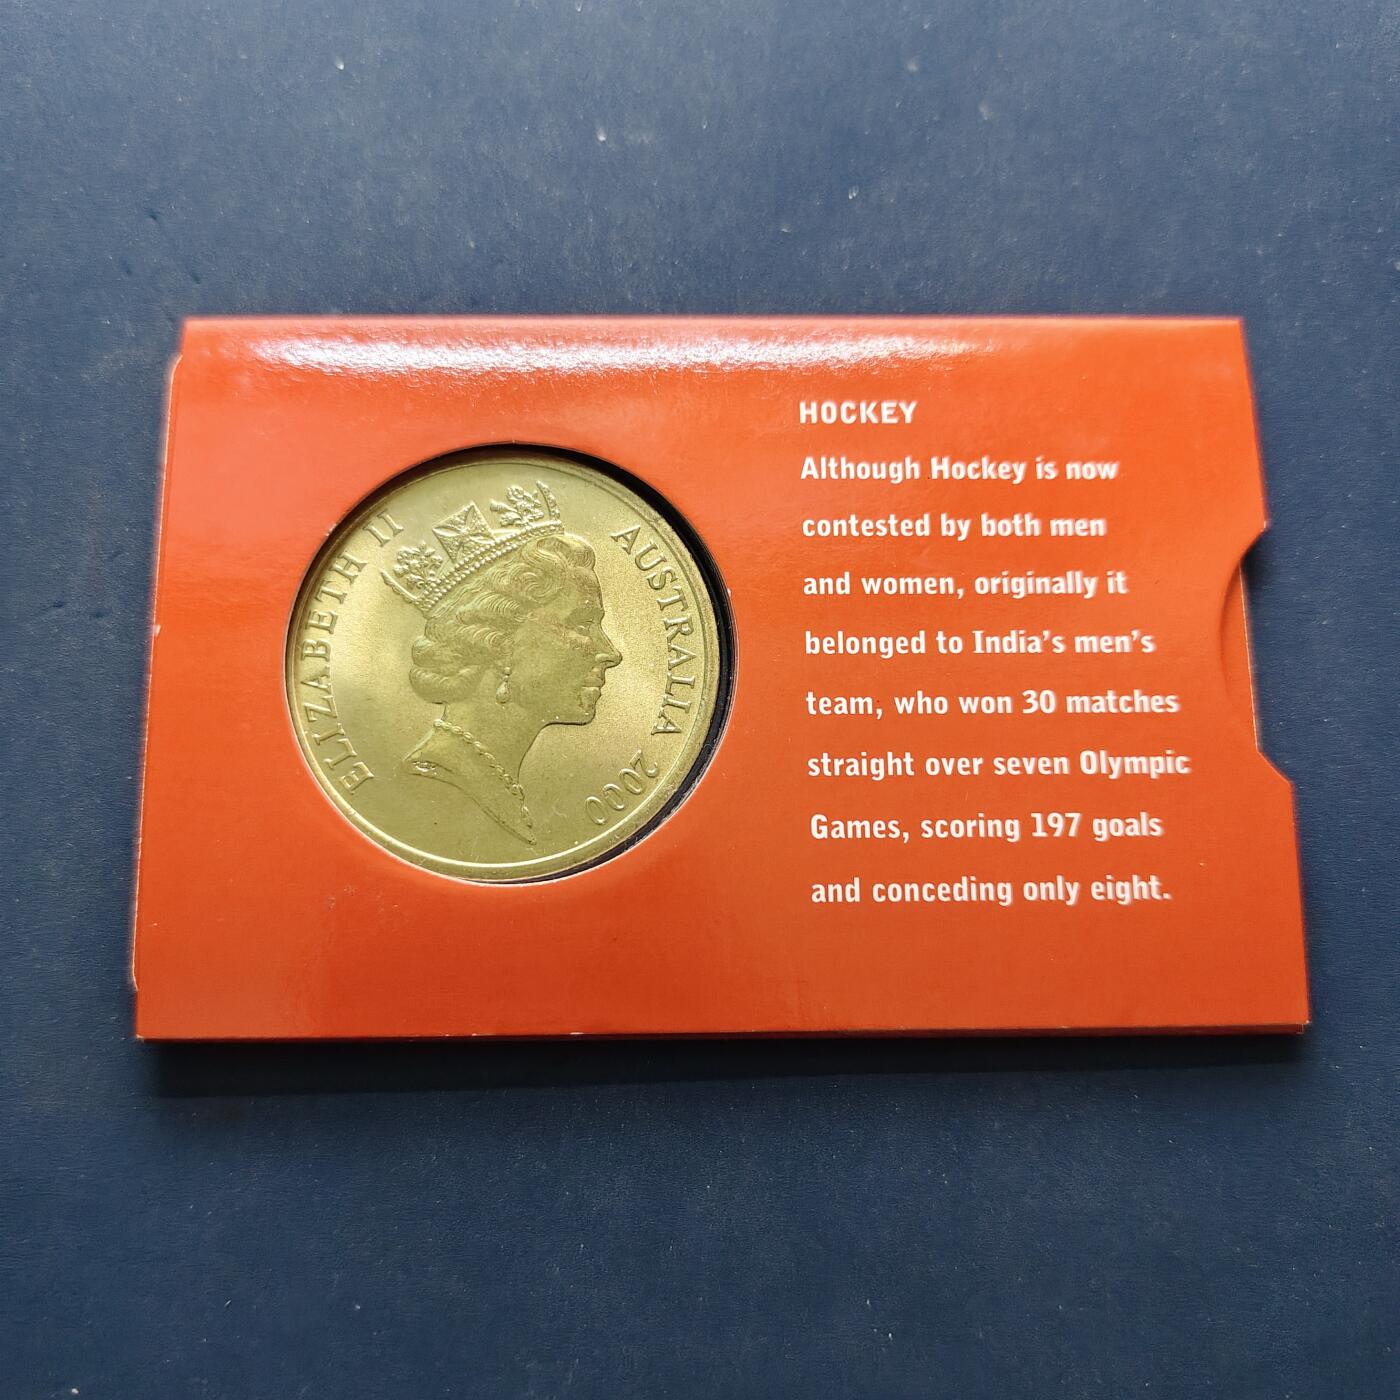 ELIZABETH II
AUSTRALIA 2000
HOCKEY
Although Hockey is now
contested by both men
and women, originally it
belonged to India's men's
team, who won 30 matches
straight over seven Olympic
Games, scoring 197 goals
and conceding only eight.